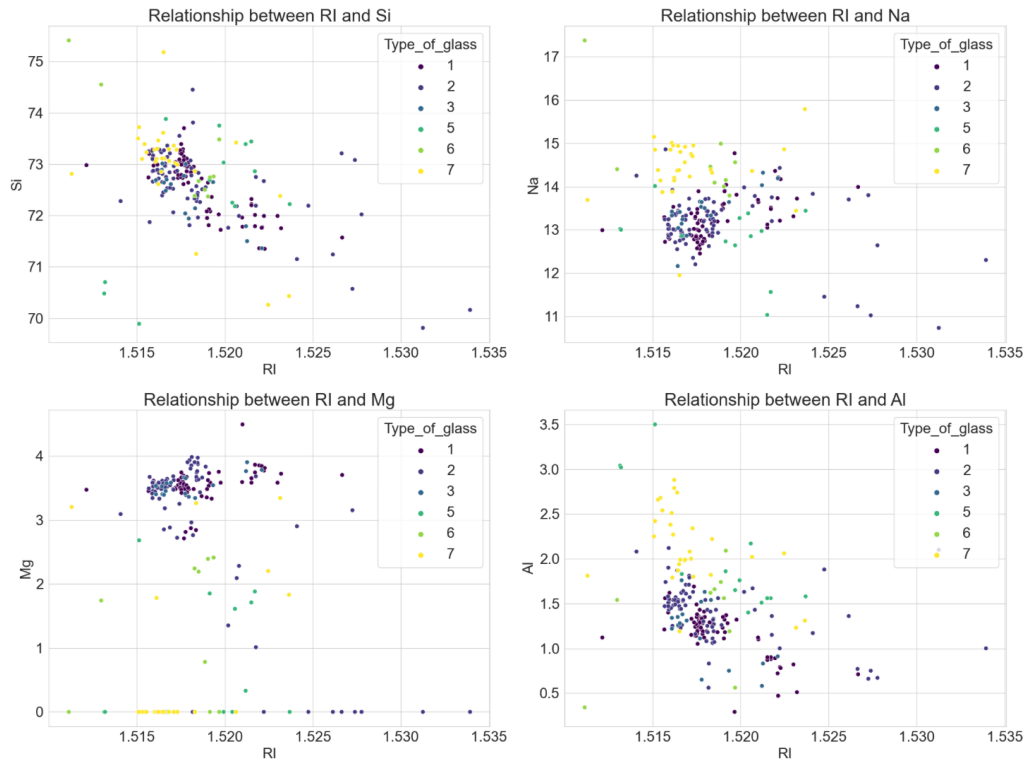 Relationship between RI and Si
Type_of_glass
1
2
3
5
6
7
75
74
73
72
71
70
Si
1.515 1.520 1.525 1.530 1.535
RI
Relationship between RI and Na
Type_of_glass
1
2
3
5
6
7
17
16
15
14
13
12
11
Na
1.515 1.520 1.525 1.530 1.535
RI
Relationship between RI and Mg
Type_of_glass
1
2
3
5
6
7
4
3
2
1
0
Mg
1.515 1.520 1.525 1.530 1.535
RI
Relationship between RI and Al
Type_of_glass
1
2
3
5
6
7
3.5
3.0
2.5
2.0
1.5
1.0
0.5
Al
1.515 1.520 1.525 1.530 1.535
RI